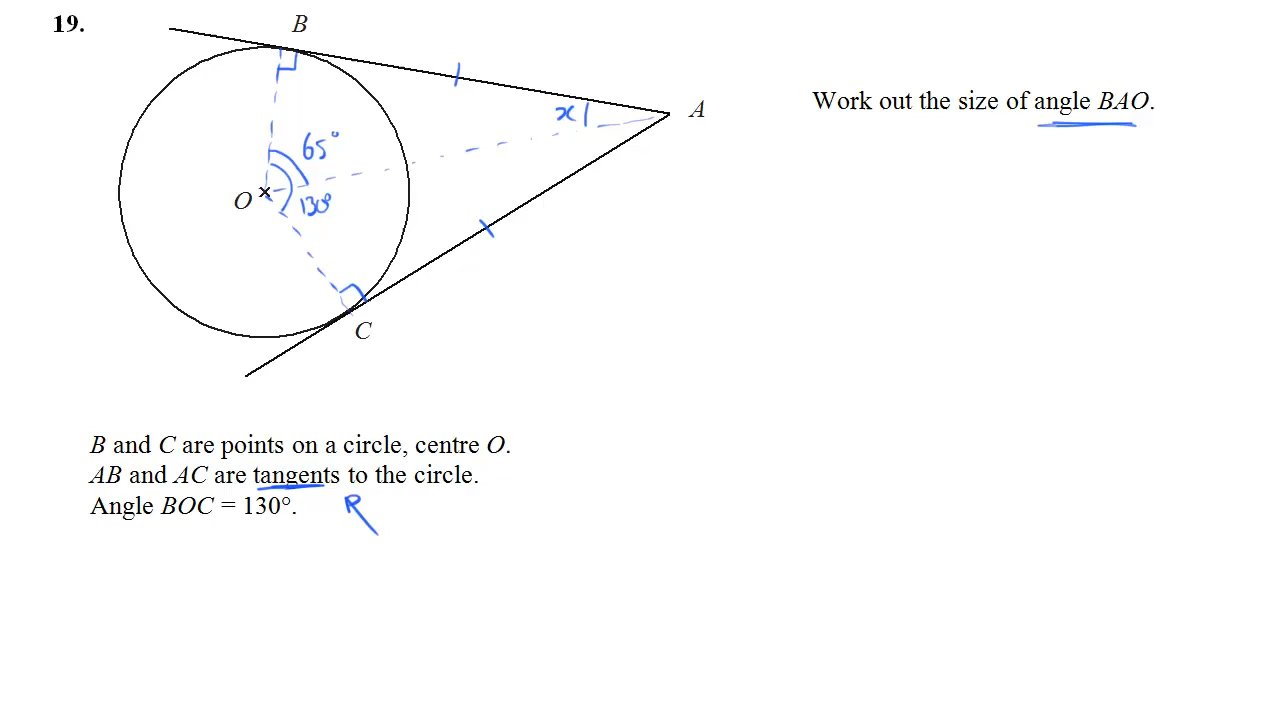 19.
B
A
Work out the size of angle BAO.
x
65°
O
130°
C
B and C are points on a circle, centre O.
AB and AC are tangents to the circle.
Angle BOC = 130°.